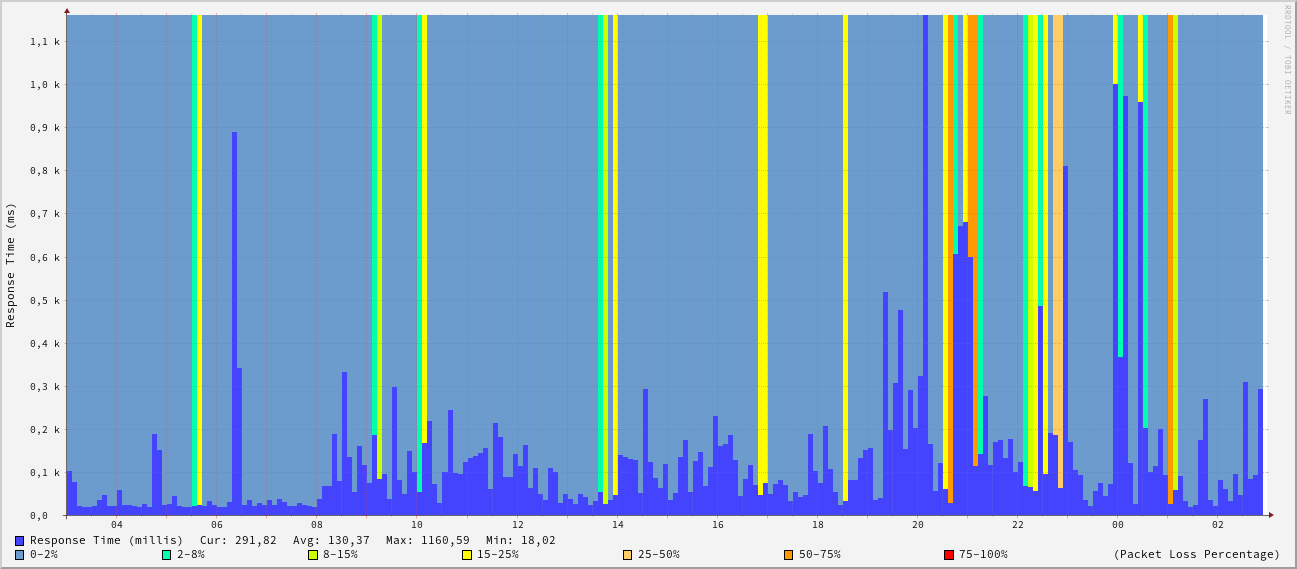 RRDTOOL / TOBI OETIKER
Response Time (ms)
1,1 k
1,0 k
0,9 k
0,8 k
0,7 k
0,6 k
0,5 k
0,4 k
0,3 k
0,2 k
0,1 k
0,0
04 06 08 10 12 14 16 18 20 22 00 02
Response Time (millis) Cur: 291,82 Avg: 130,37 Max: 1160,59 Min: 18,02
0-2% 2-8% 8-15% 15-25% 25-50% 50-75% 75-100% (Packet Loss Percentage)